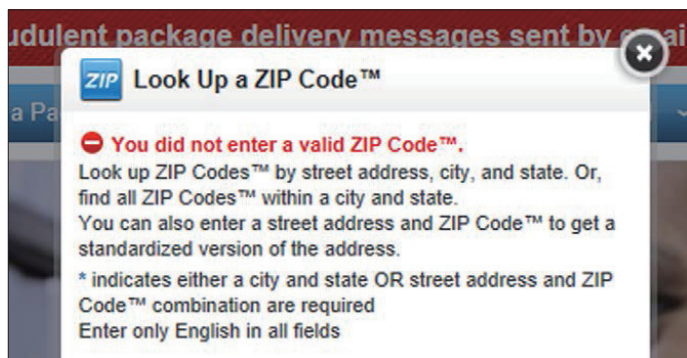 udulent package delivery messages sent by
ZIP Look Up a ZIP Code™
a Pa
You did not enter a valid ZIP Code™.
Look up ZIP Codes™ by street address, city, and state. Or,
find all ZIP Codes™ within a city and state.
You can also enter a street address and ZIP Code™ to get a
standardized version of the address.
* indicates either a city and state OR street address and ZIP
Code™ combination are required
Enter only English in all fields